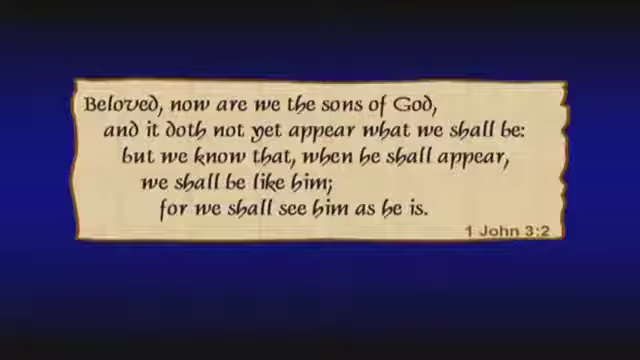 Beloved, now are we the sons of God,
and it doth not yet appear what we shall be:
but we know that, when he shall appear,
we shall be like him;
for we shall see him as he is.
1 John 3:2